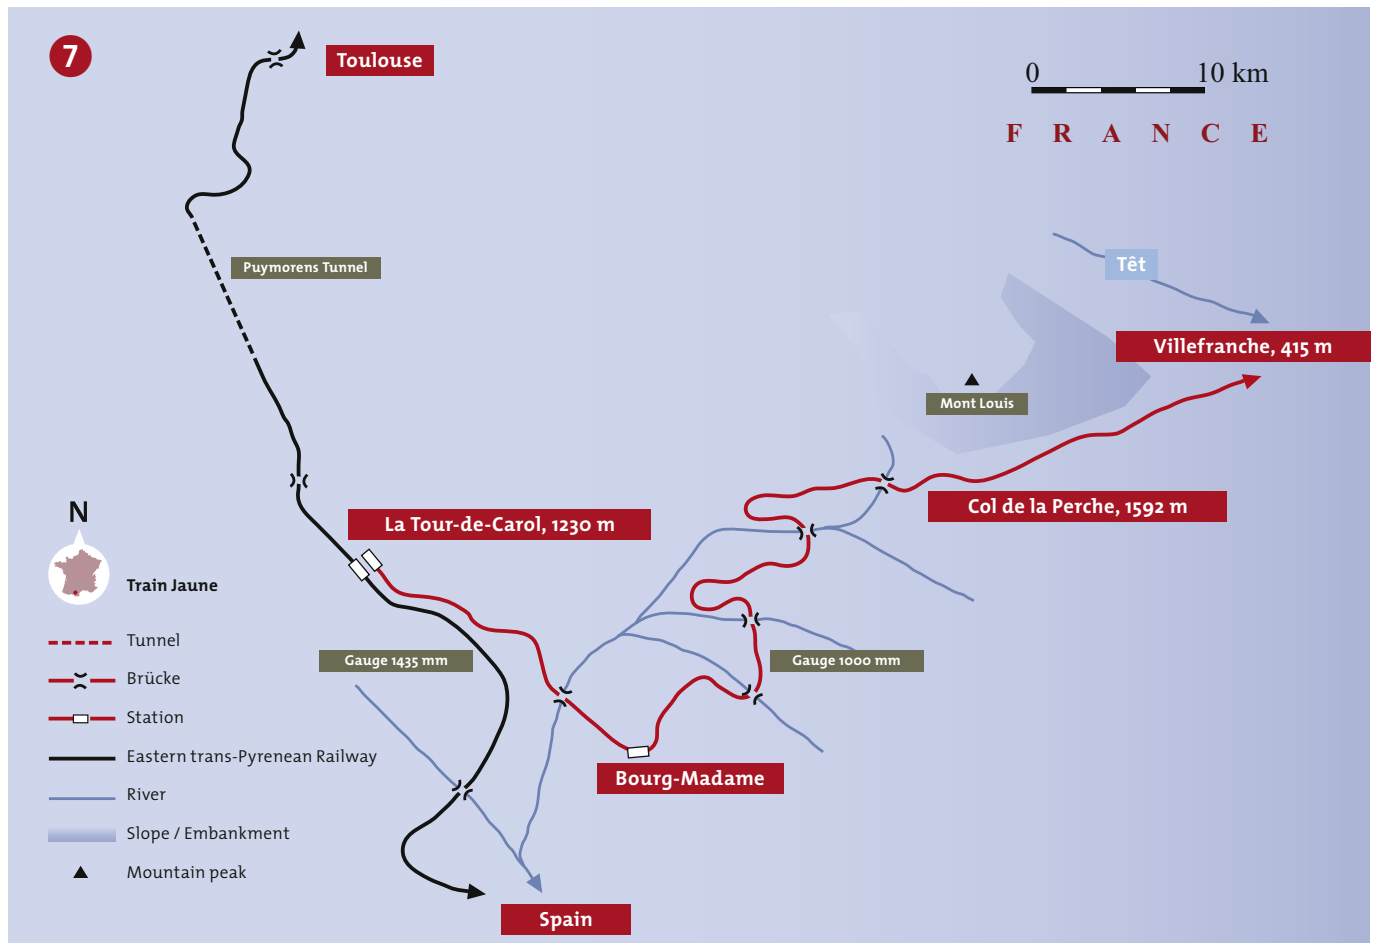 7
Toulouse
0 10 km
F R A N C E
Puymorens Tunnel
Têt
Villefranche, 415 m
Mont Louis
Col de la Perche, 1592 m
La Tour-de-Carol, 1230 m
N
Train Jaune
Tunnel
Gauge 1435 mm
Gauge 1000 mm
Brücke
Station
Eastern trans-Pyrenean Railway
Bourg-Madame
River
Slope / Embankment
Mountain peak
Spain